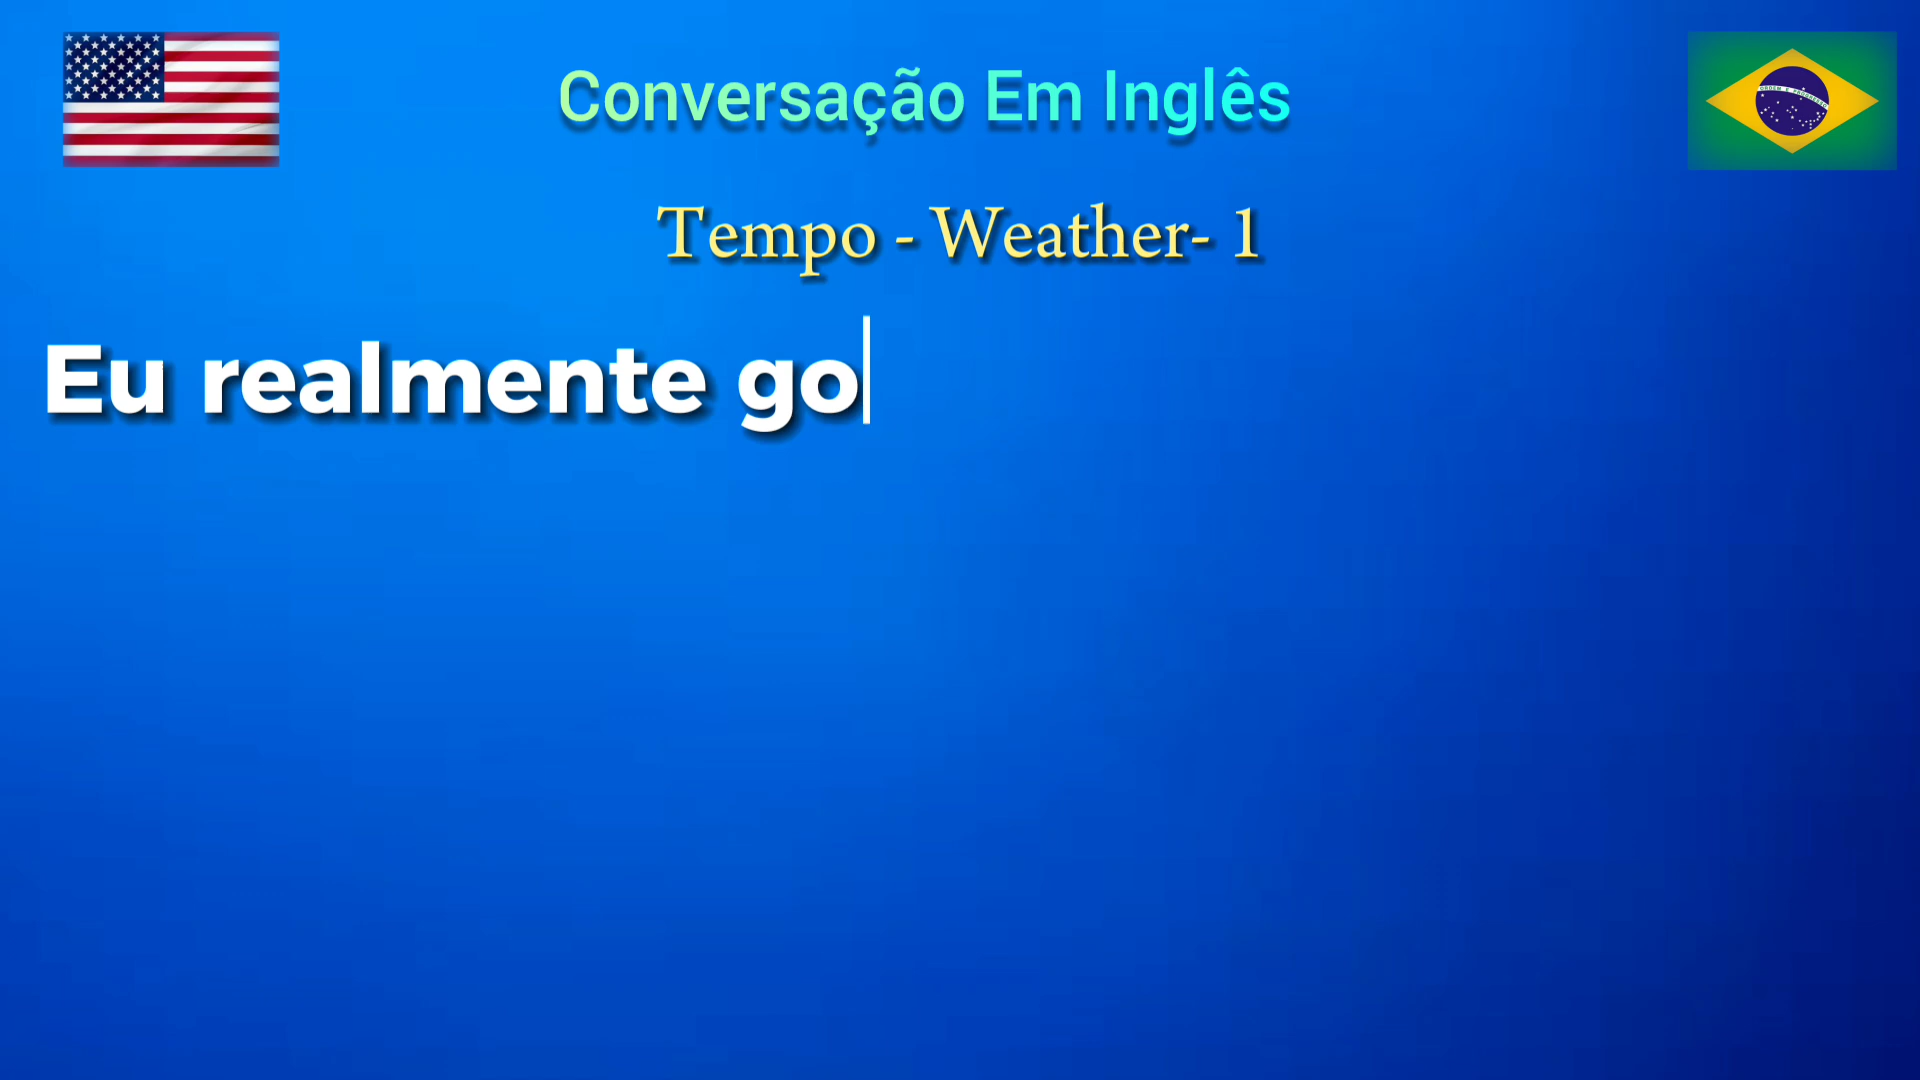 Conversação Em Inglês
Tempo - Weather- 1
Eu realmente go